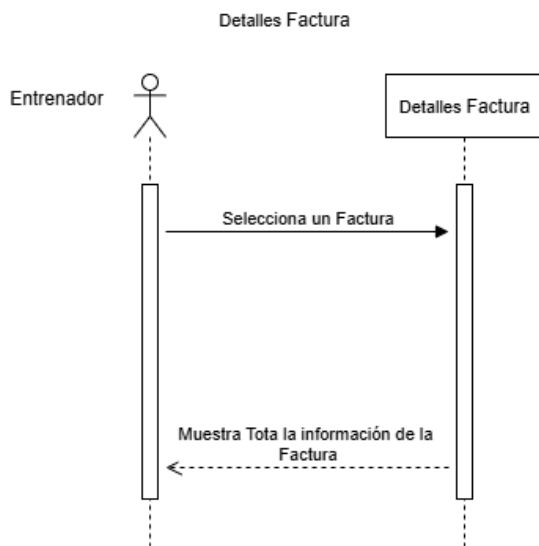 Detalles Factura
Entrenador
Detalles Factura
Selecciona un Factura
Muestra Tota la información de la
Factura